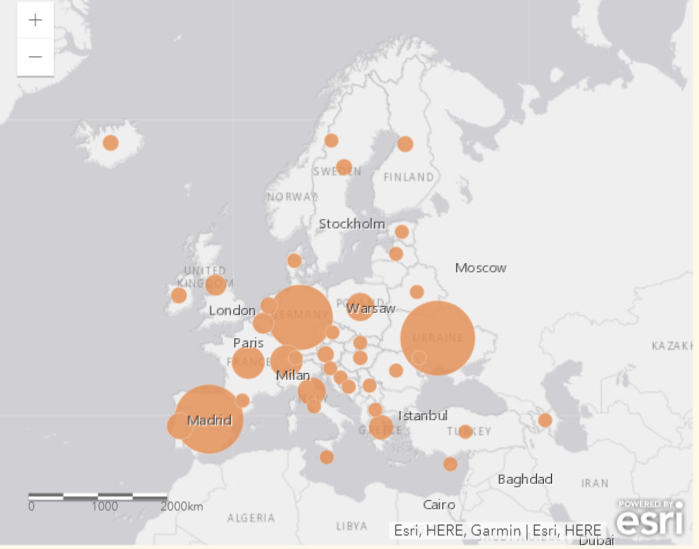 +
−
SWEDEN
FINLAND
NORWAY
Stockholm
Moscow
UNITED
KINGDOM
London
GERMANY
Warsaw
Paris
UKRAINE
FRANCE
Milan
KAZAKH
ITALY
Madrid
Istanbul
GREECE
TURKEY
Baghdad
IRAN
0 1000 2000km
Cairo
ALGERIA
LIBYA
POWERED BY
esri
Esri, HERE, Garmin | Esri, HERE
Dubai